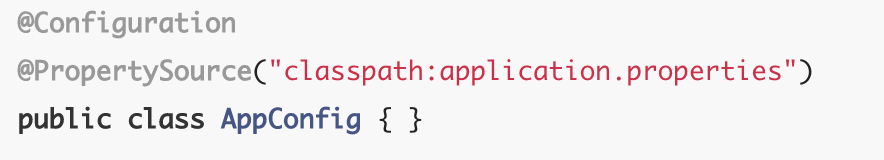 @Configuration
@PropertySource("classpath:application.properties")
public class AppConfig { }